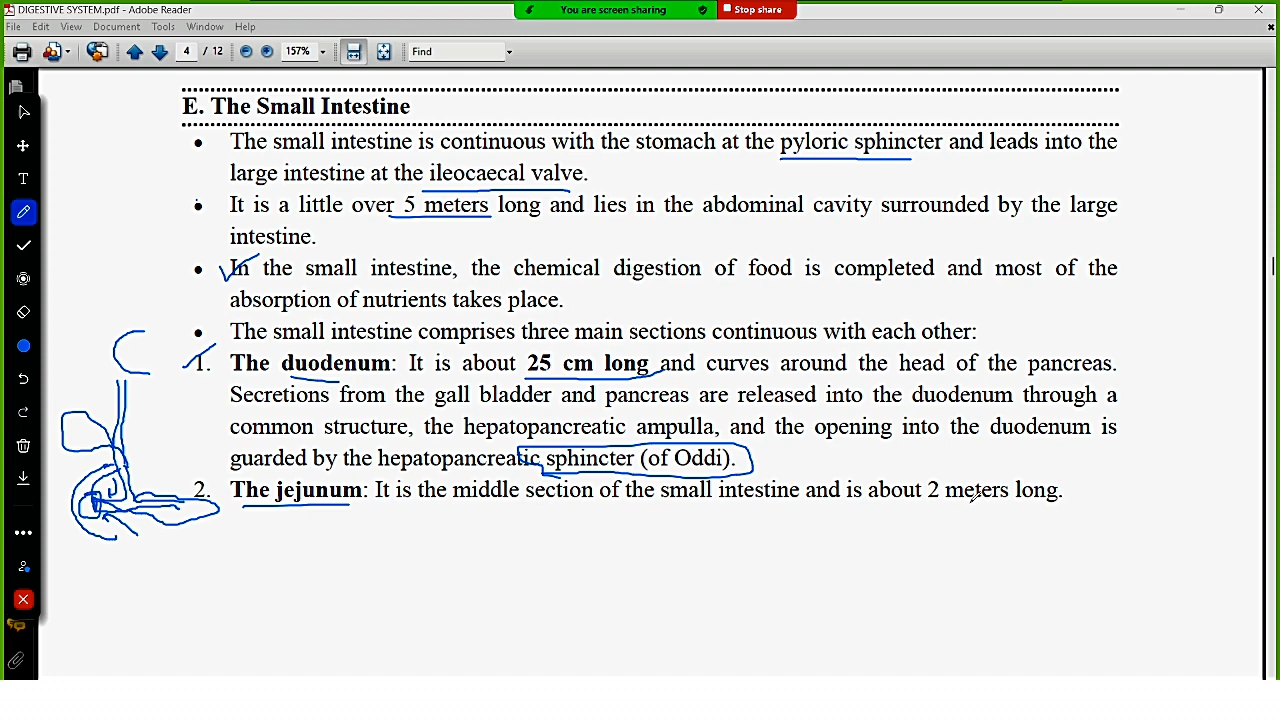 DIGESTIVE SYSTEM.pdf - Adobe Reader
You are screen sharing
Stop share
File Edit View Document Tools Window Help
4 / 12
157%
Find
E. The Small Intestine
• The small intestine is continuous with the stomach at the pyloric sphincter and leads into the
large intestine at the ileocaecal valve.
• It is a little over 5 meters long and lies in the abdominal cavity surrounded by the large
intestine.
• In the small intestine, the chemical digestion of food is completed and most of the
absorption of nutrients takes place.
• The small intestine comprises three main sections continuous with each other:
1. The duodenum: It is about 25 cm long and curves around the head of the pancreas.
Secretions from the gall bladder and pancreas are released into the duodenum through a
common structure, the hepatopancreatic ampulla, and the opening into the duodenum is
guarded by the hepatopancreatic sphincter (of Oddi).
2. The jejunum: It is the middle section of the small intestine and is about 2 meters long.